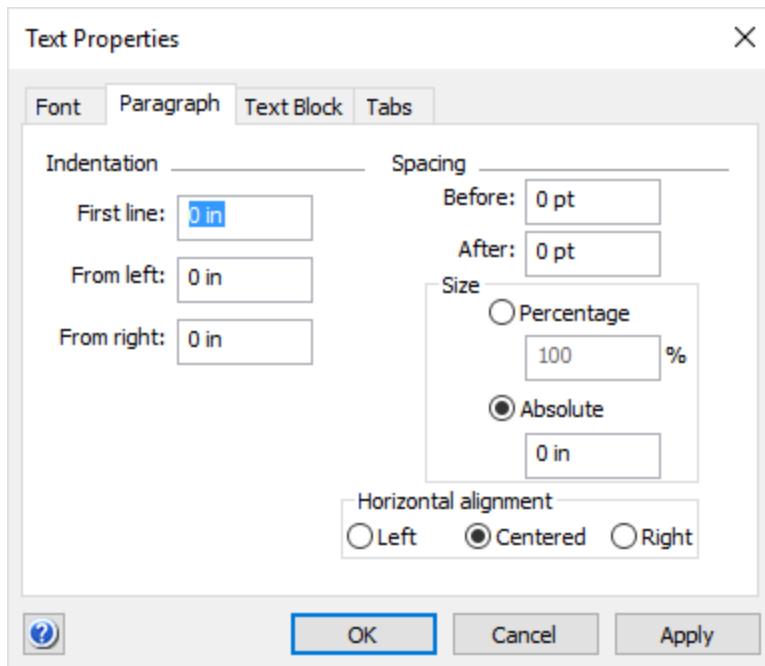 Text Properties
Font Paragraph Text Block Tabs
Indentation Spacing
First line: 0 in
From left: 0 in
From right: 0 in
Before: 0 pt
After: 0 pt
Size
Percentage
100 %
Absolute
0 in
Horizontal alignment
Left Centered Right
? OK Cancel Apply